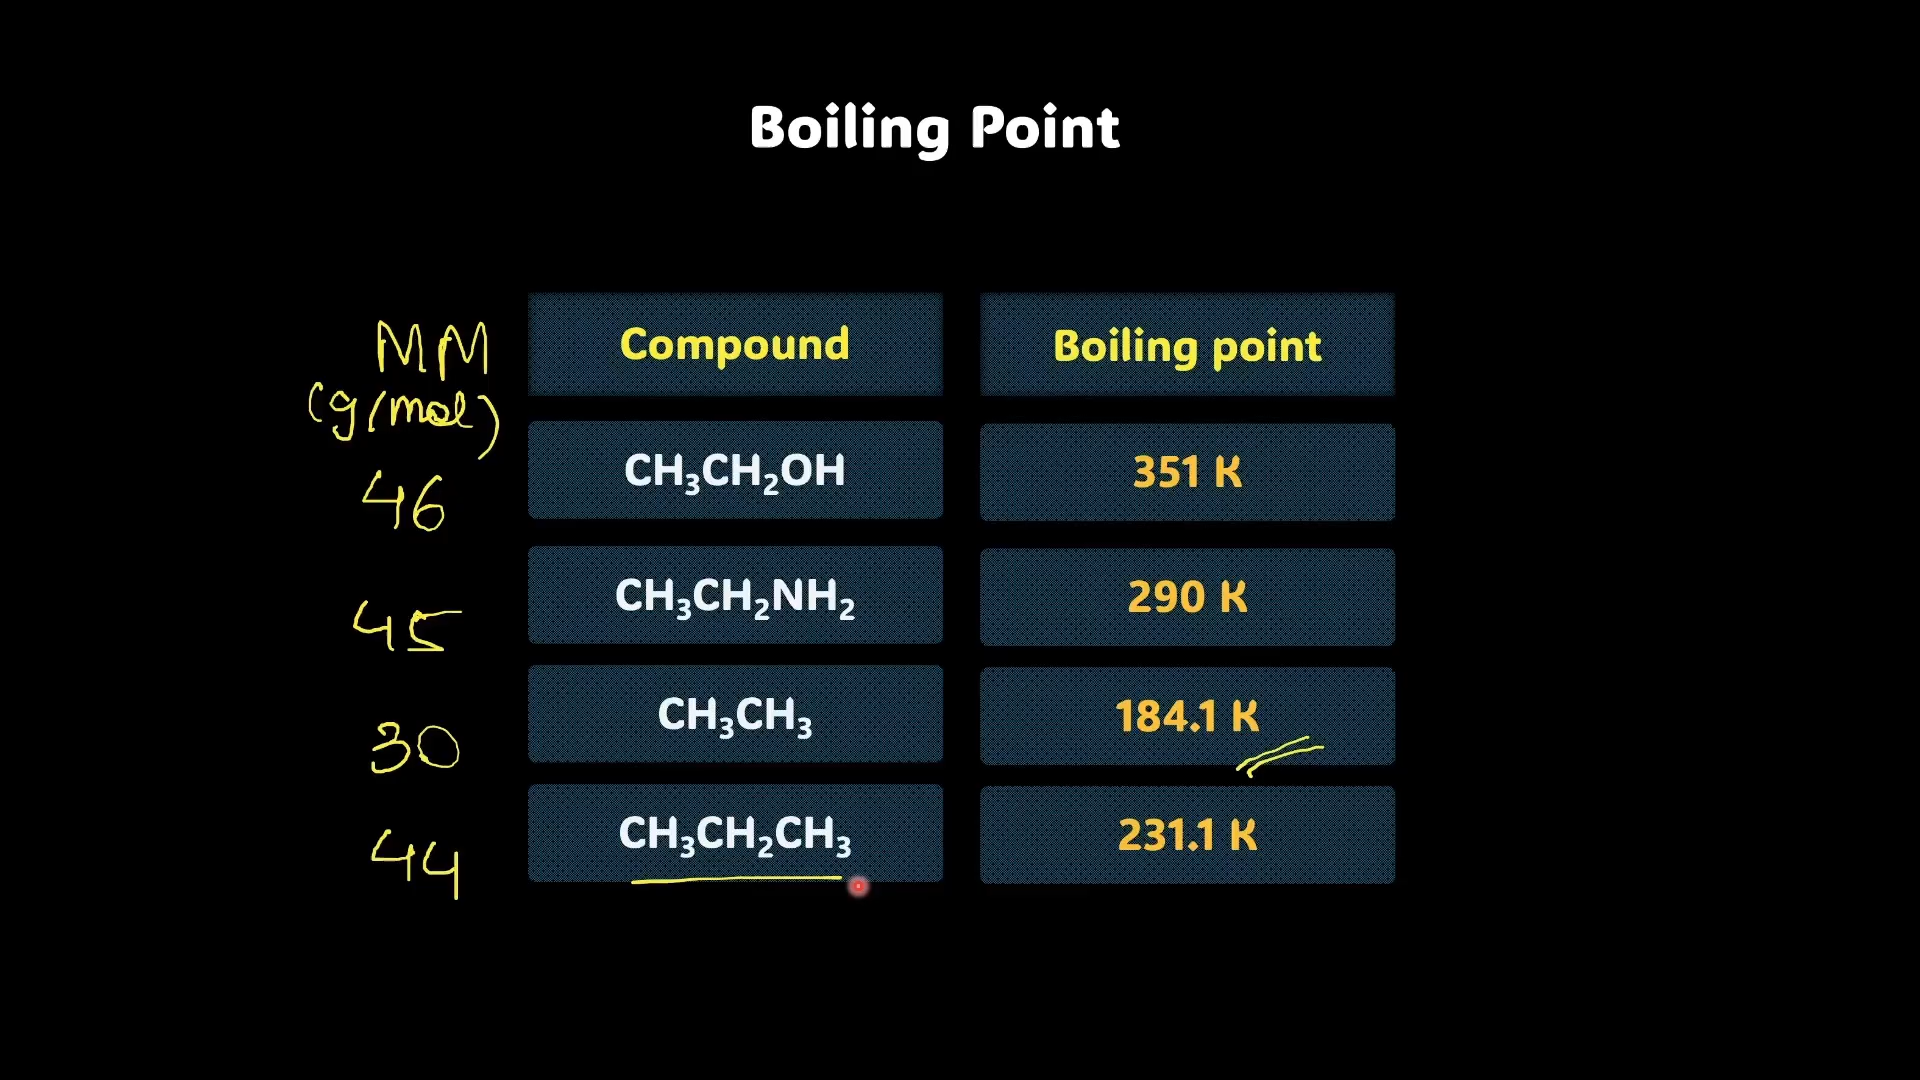 Boiling Point
MM Compound Boiling point
(g/mol)
46 CH₃CH₂OH 351 K
45 CH₃CH₂NH₂ 290 K
30 CH₃CH₃ 184.1 K
44 CH₃CH₂CH₃ 231.1 K